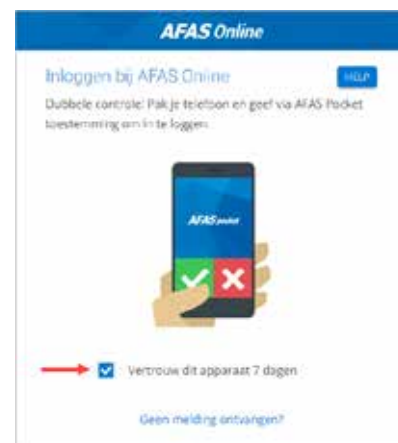 AFAS Online
Inloggen bij AFAS Online
HELP
Dubbele controle: Pak je telefoon en geef via AFAS Pocket
toestemming om in te loggen.
AFAS pocket
Vertrouw dit apparaat 7 dagen
Geen melding ontvangen?